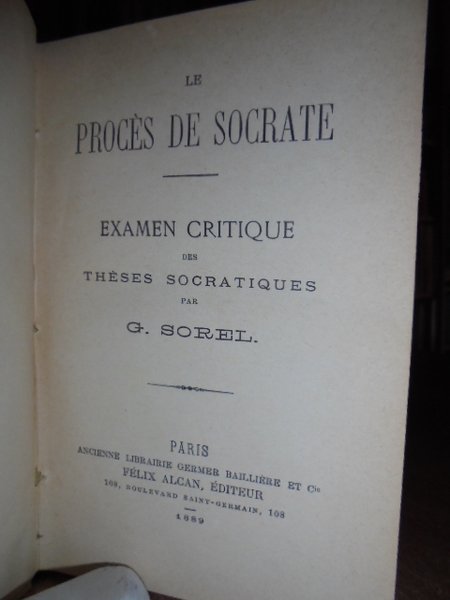 LE
PROCÈS DE SOCRATE
EXAMEN CRITIQUE
DES
THÈSES SOCRATIQUES
PAR
G. SOREL.
PARIS
ANCIENNE LIBRAIRIE GERMER BAILLIÈRE ET Cie
FÉLIX ALCAN, ÉDITEUR
108, BOULEVARD SAINT-GERMAIN, 108
1889